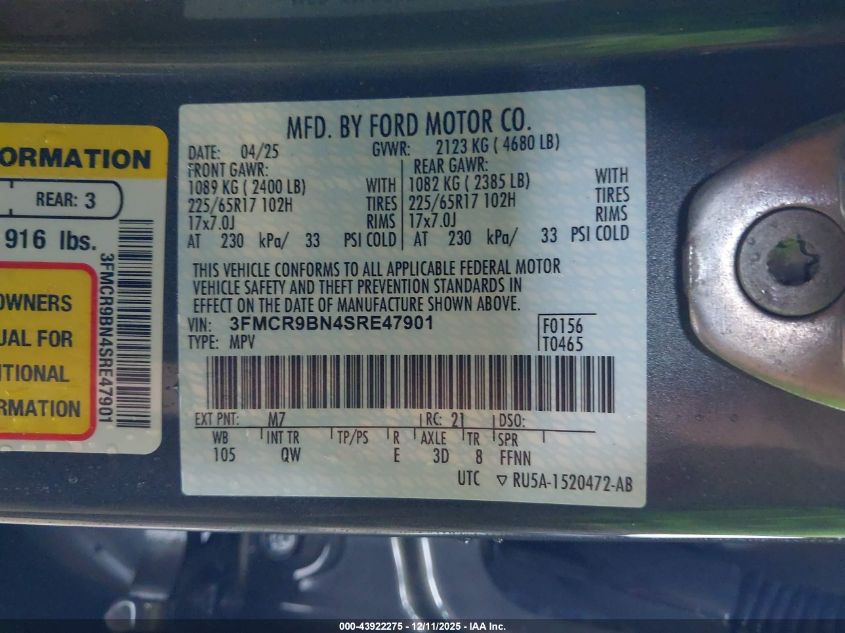 ORMATION
REAR: 3
916 lbs.
OWNERS
UAL FOR
ITIONAL
RMATION
3FMCR9BN4SRE47901
MFD. BY FORD MOTOR CO.
DATE: 04/25 GVWR: 2123 KG ( 4680 LB)
FRONT GAWR: REAR GAWR:
1089 KG ( 2400 LB) WITH 1082 KG ( 2385 LB) WITH
225/65R17 102H TIRES 225/65R17 102H TIRES
17x7.0J RIMS 17x7.0J RIMS
AT 230 kPa/ 33 PSI COLD AT 230 kPa/ 33 PSI COLD
THIS VEHICLE CONFORMS TO ALL APPLICABLE FEDERAL MOTOR
VEHICLE SAFETY AND THEFT PREVENTION STANDARDS IN
EFFECT ON THE DATE OF MANUFACTURE SHOWN ABOVE.
VIN: 3FMCR9BN4SRE47901 F0156
TYPE: MPV T0465
EXT PNT: M7 RC: 21 DSO:
WB INT TR TP/PS R AXLE TR SPR
105 QW E 3D 8 FFNN
UTC ▽ RU5A-1520472-AB
000-43922275 - 12/11/2025 - IAA Inc.